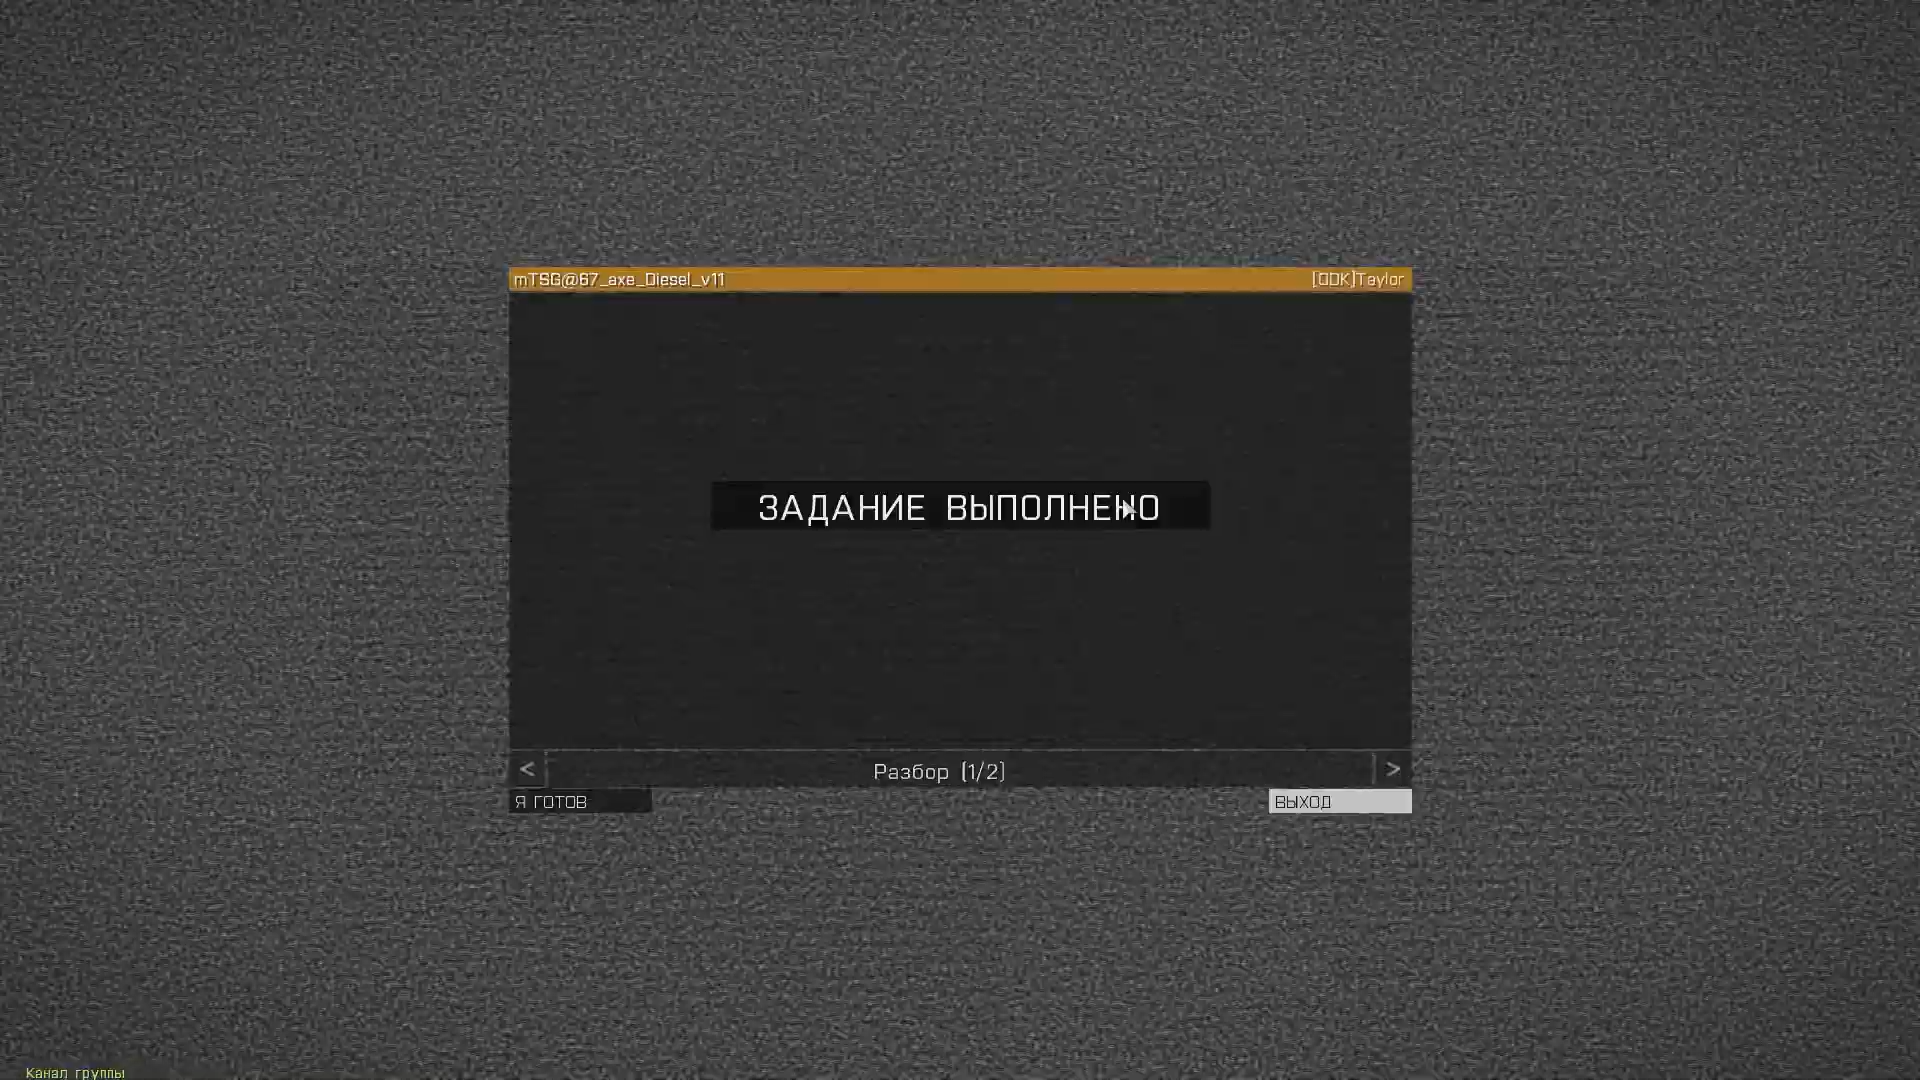 mTSG@67_axe_Diesel_v11 [ODK]Taylor
ЗАДАНИЕ ВЫПОЛНЕНО
< Разбор (1/2) >
Я ГОТОВ ВЫХОД
Канал группы